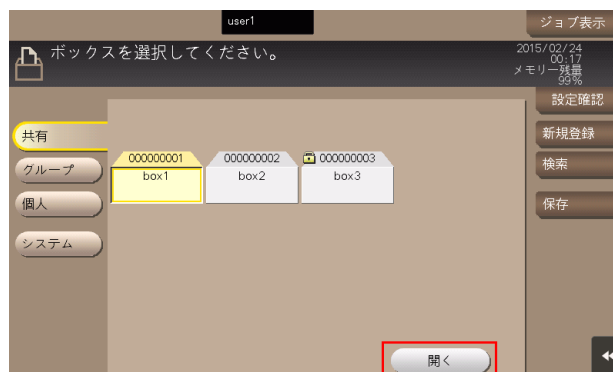 user1
ジョブ表示
ボックスを選択してください。
2015/02/24
00:17
メモリー残量
99%
設定確認
共有
新規登録
000000001
000000002
000000003
box1
box2
box3
グループ
検索
個人
保存
システム
開く